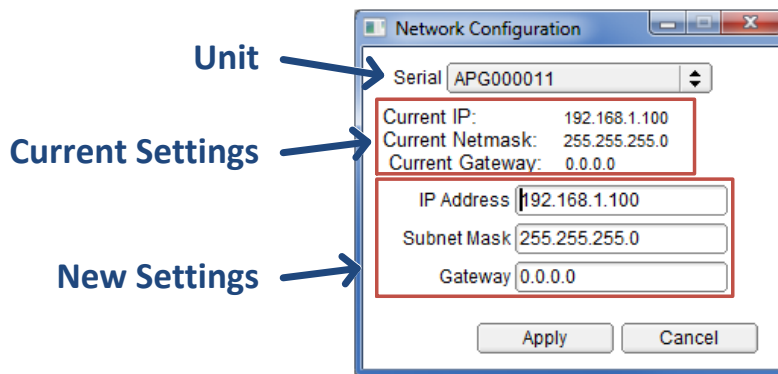 Network Configuration
Unit
Serial APG000011
Current IP: 192.168.1.100
Current Netmask: 255.255.255.0
Current Settings
Current Gateway: 0.0.0.0
IP Address 192.168.1.100
Subnet Mask 255.255.255.0
New Settings
Gateway 0.0.0.0
Apply Cancel